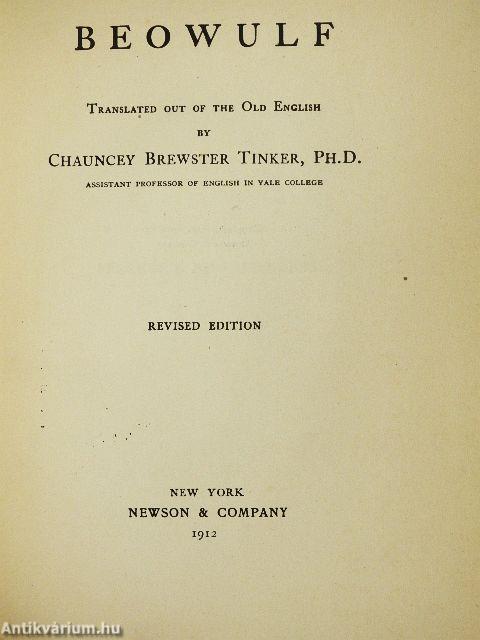 BEOWULF
Translated out of the Old English
by
Chauncey Brewster Tinker, Ph.D.
ASSISTANT PROFESSOR OF ENGLISH IN YALE COLLEGE
REVISED EDITION
NEW YORK
NEWSON & COMPANY
1912
Antikvárium.hu